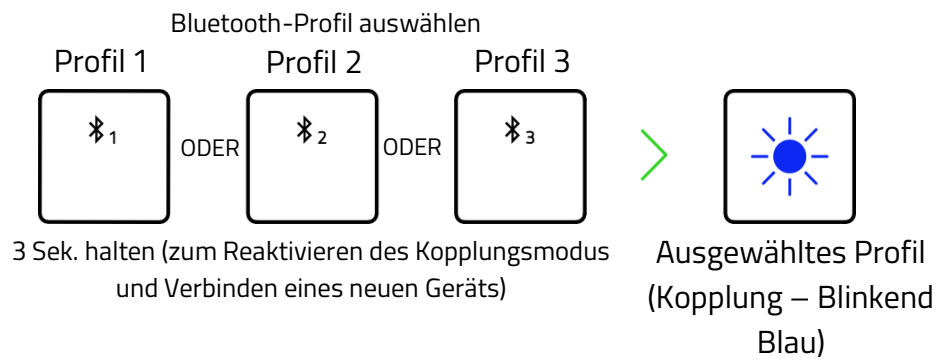 Bluetooth-Profil auswählen
Profil 1 Profil 2 Profil 3
1 ODER 2 ODER 3
3 Sek. halten (zum Reaktivieren des Kopplungsmodus
und Verbinden eines neuen Geräts)
Ausgewähltes Profil
(Kopplung – Blinkend
Blau)